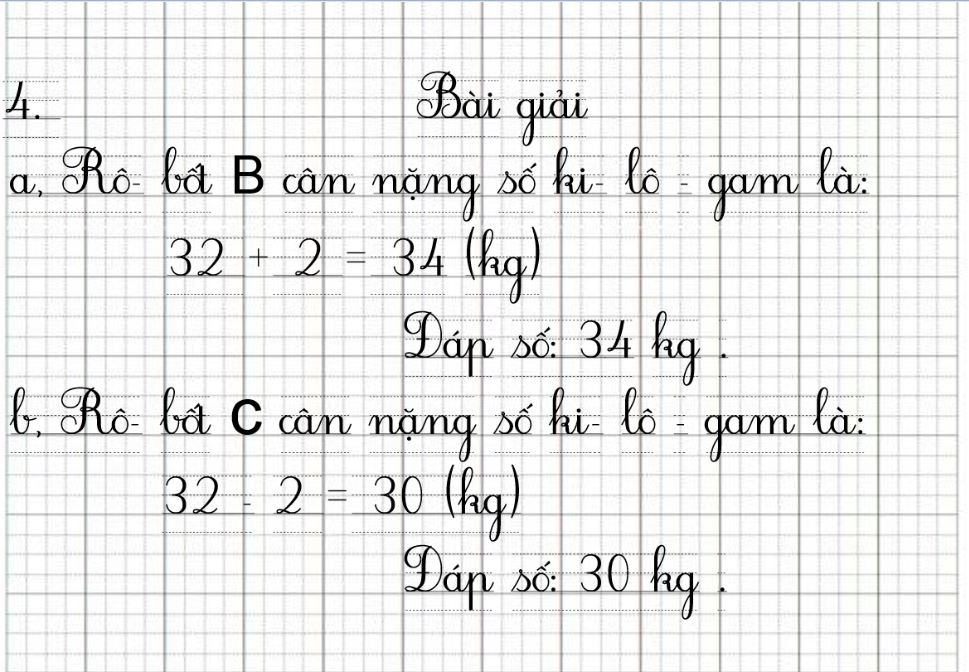 4. Bài giải
a, Rô- bốt B cân nặng số ki- lô - gam là:
32 + 2 = 34 (kg)
Đáp số: 34 kg .
b, Rô- bốt C cân nặng số ki- lô - gam là:
32 - 2 = 30 (kg)
Đáp số: 30 kg .